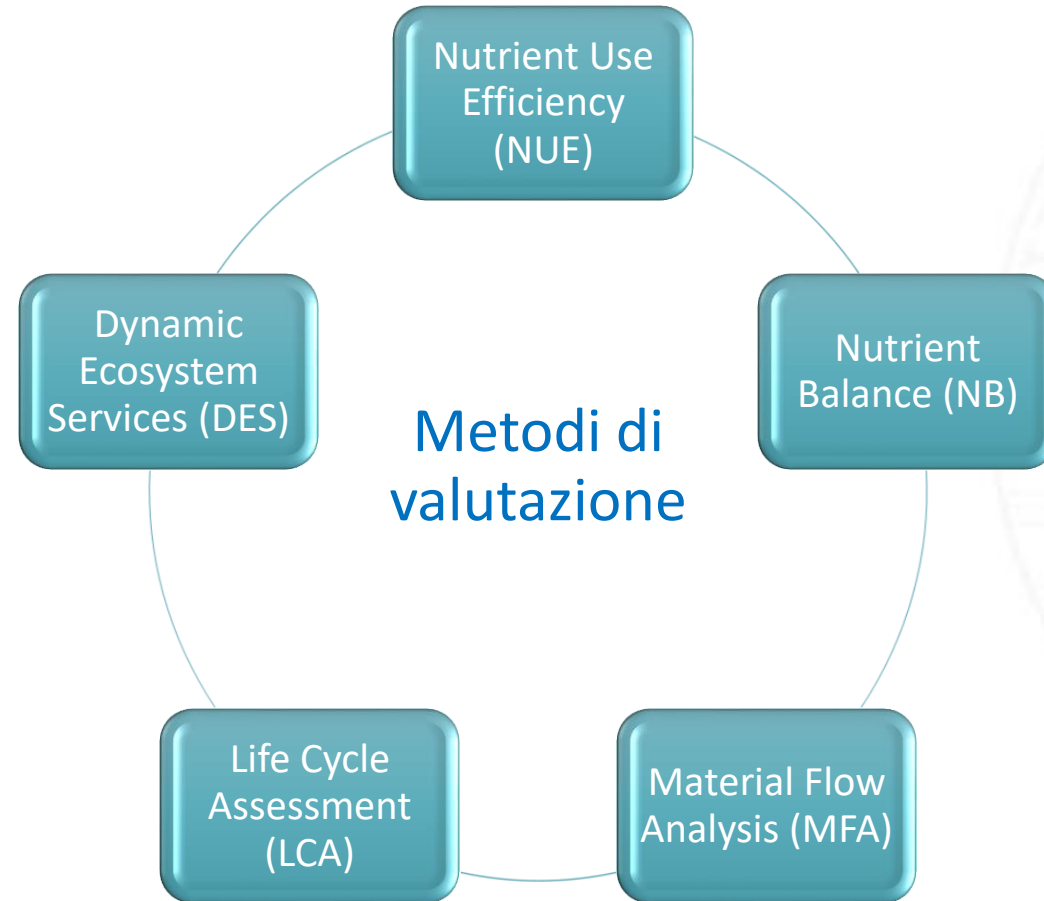 Nutrient Use
Efficiency
(NUE)
Dynamic
Ecosystem
Services (DES)
Nutrient
Balance (NB)
Metodi di
valutazione
Life Cycle
Assessment
(LCA)
Material Flow
Analysis (MFA)